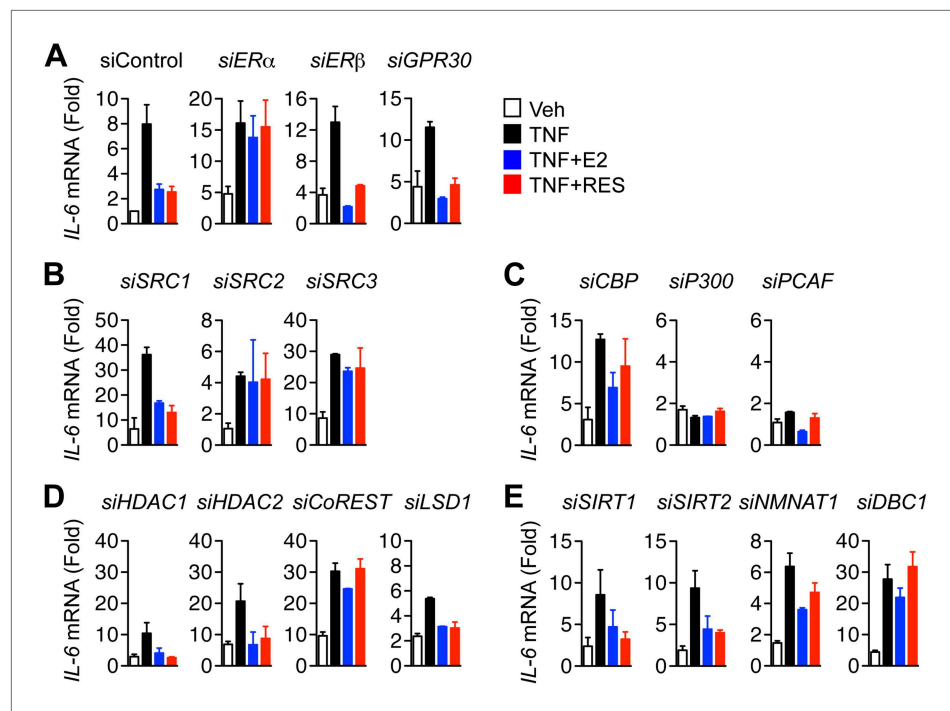 A siControl siERα siERβ siGPR30
IL-6 mRNA (Fold)
10 8 6 4 2 0
20 15 10 5 0
16 12 8 4 0
15 10 5 0
Veh
TNF
TNF+E2
TNF+RES
B siSRC1 siSRC2 siSRC3
IL-6 mRNA (Fold)
50 40 30 20 10 0
8 6 4 2 0
40 30 20 10 0
C siCBP siP300 siPCAF
IL-6 mRNA (Fold)
15 10 5 0
6 4 2 0
6 4 2 0
D siHDAC1 siHDAC2 siCoREST siLSD1
IL-6 mRNA (Fold)
40 30 20 10 0
40 30 20 10 0
40 30 20 10 0
10 8 6 4 2 0
E siSIRT1 siSIRT2 siNMNAT1 siDBC1
IL-6 mRNA (Fold)
15 10 5 0
15 10 5 0
40 30 20 10 0
40 30 20 10 0